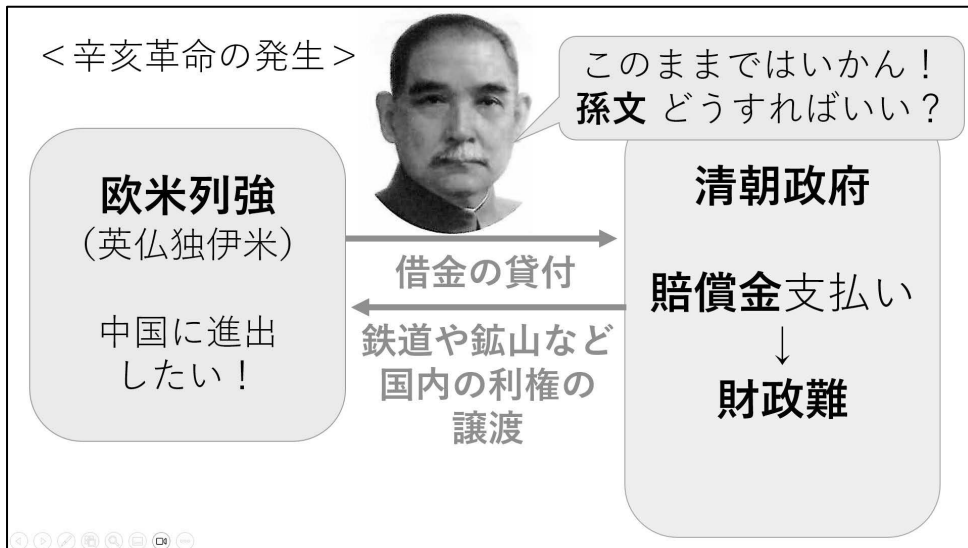 ＜辛亥革命の発生＞
このままではいかん！
孫文 どうすればいい？
欧米列強
（英仏独伊米）
中国に進出
したい！
借金の貸付
鉄道や鉱山など
国内の利権の
譲渡
清朝政府
賠償金支払い
↓
財政難